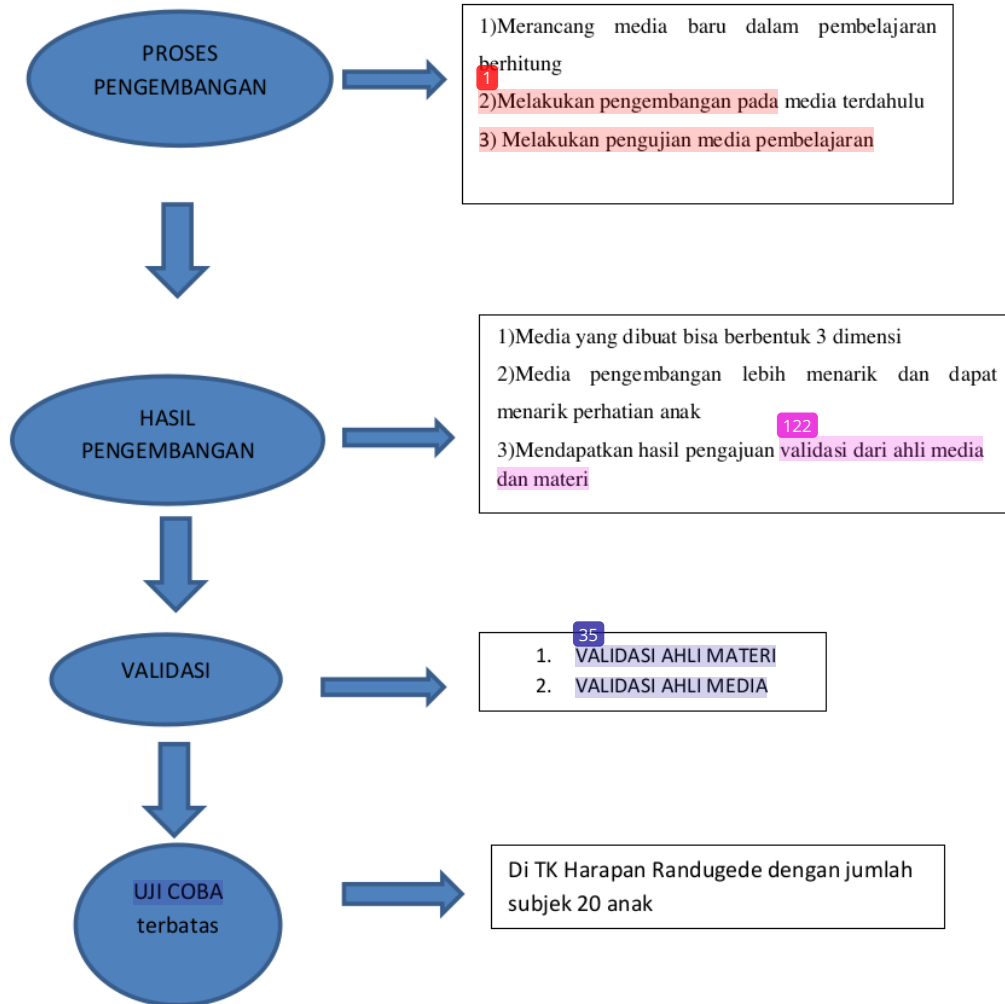 PROSES
PENGEMBANGAN
1)Merancang media baru dalam pembelajaran
berhitung
1
2)Melakukan pengembangan pada media terdahulu
3) Melakukan pengujian media pembelajaran
HASIL
PENGEMBANGAN
1)Media yang dibuat bisa berbentuk 3 dimensi
2)Media pengembangan lebih menarik dan dapat
menarik perhatian anak
122
3)Mendapatkan hasil pengajuan validasi dari ahli media
dan materi
VALIDASI
35
1. VALIDASI AHLI MATERI
2. VALIDASI AHLI MEDIA
UJI COBA
terbatas
Di TK Harapan Randugede dengan jumlah
subjek 20 anak